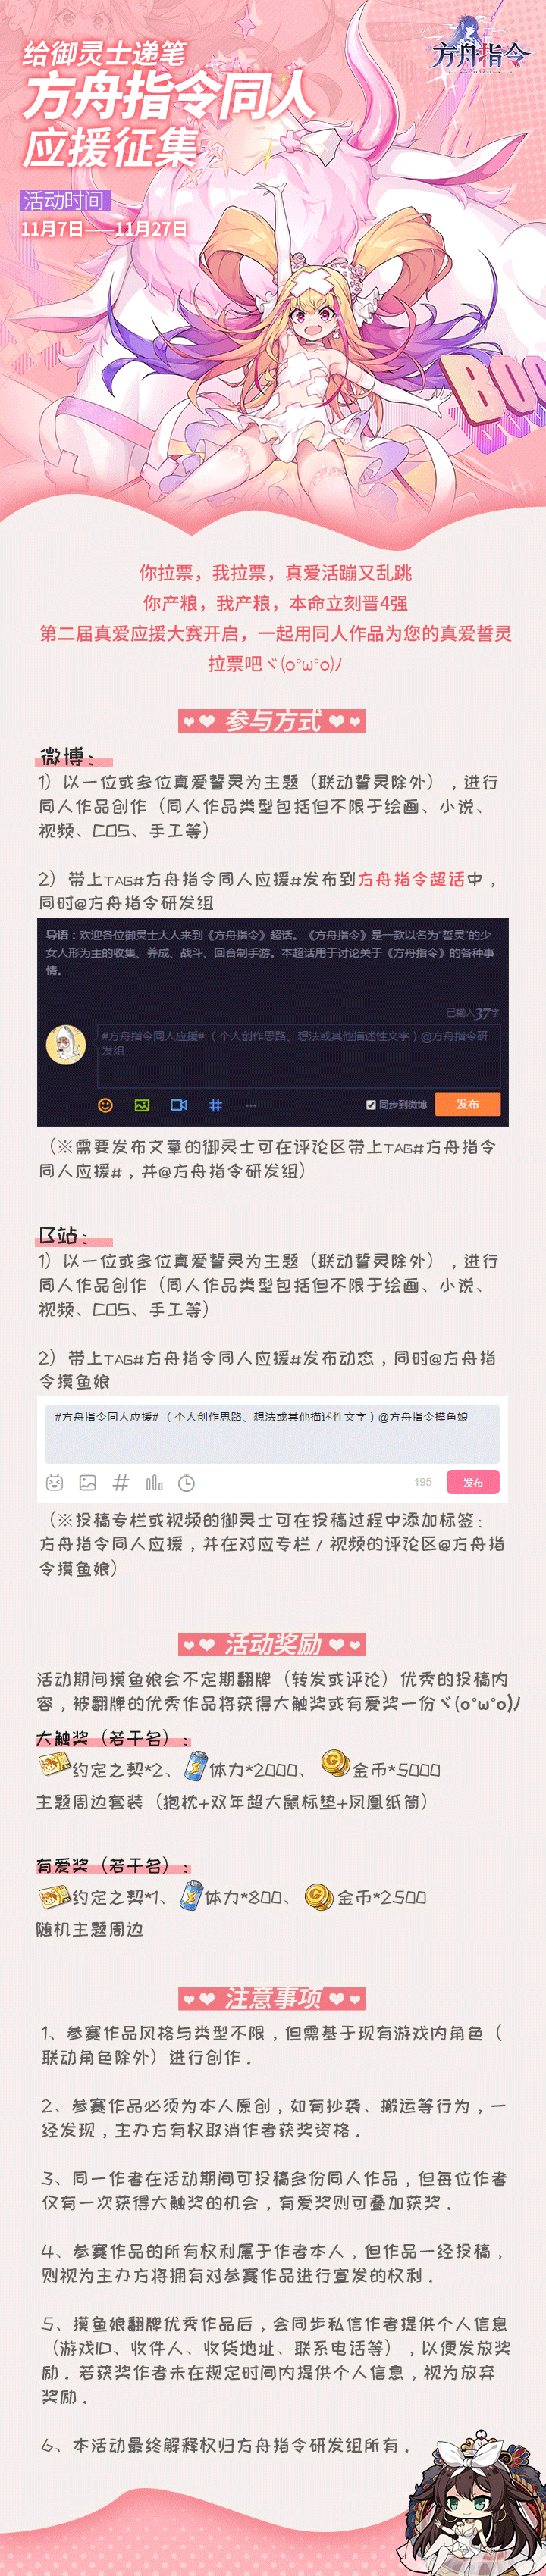 给御灵士递笔
方舟指令
方舟指令同人
应援征集
活动时间
11月7日——11月27日
BOO
你拉票，我拉票，真爱活蹦又乱跳
你产粮，我产粮，本命立刻晋4强
第二届真爱应援大赛开启，一起用同人作品为您的真爱誓灵
拉票吧ヾ(o°ω°o)ﾉ
参与方式
微博：
1）以一位或多位真爱誓灵为主题（联动誓灵除外），进行
同人作品创作（同人作品类型包括但不限于绘画、小说、
视频、COS、手工等）
2）带上TAG#方舟指令同人应援#发布到方舟指令超话中，
同时@方舟指令研发组
导语：欢迎各位御灵士大人来到《方舟指令》超话。《方舟指令》是一款以名为“誓灵”的少
女人形为主的收集、养成、战斗、回合制手游。本超话用于讨论关于《方舟指令》的各种事
情。
已输入37字
#方舟指令同人应援# （个人创作思路、想法或其他描述性文字）@方舟指令研
发组
同步到微博
发布
（※需要发布文章的御灵士可在评论区带上TAG#方舟指令
同人应援#，并@方舟指令研发组）
B站：
1）以一位或多位真爱誓灵为主题（联动誓灵除外），进行
同人作品创作（同人作品类型包括但不限于绘画、小说、
视频、COS、手工等）
2）带上TAG#方舟指令同人应援#发布动态，同时@方舟指
令摸鱼娘
#方舟指令同人应援# （个人创作思路、想法或其他描述性文字）@方舟指令摸鱼娘
195
发布
（※投稿专栏或视频的御灵士可在投稿过程中添加标签：
方舟指令同人应援，并在对应专栏/视频的评论区@方舟指
令摸鱼娘）
活动奖励
活动期间摸鱼娘会不定期翻牌（转发或评论）优秀的投稿内
容，被翻牌的优秀作品将获得大触奖或有爱奖一份ヾ(o°ω°o)ﾉ
大触奖（若干名）：
约定之契*2、体力*2000、金币*5000
主题周边套装（抱枕+双年超大鼠标垫+凤凰纸筒）
有爱奖（若干名）：
约定之契*1、体力*800、金币*2500
随机主题周边
注意事项
1、参赛作品风格与类型不限，但需基于现有游戏内角色（
联动角色除外）进行创作．
2、参赛作品必须为本人原创，如有抄袭、搬运等行为，一
经发现，主办方有权取消作者获奖资格．
3、同一作者在活动期间可投稿多份同人作品，但每位作者
仅有一次获得大触奖的机会，有爱奖则可叠加获奖．
4、参赛作品的所有权利属于作者本人，但作品一经投稿，
则视为主办方将拥有对参赛作品进行宣发的权利．
5、摸鱼娘翻牌优秀作品后，会同步私信作者提供个人信息
（游戏ID、收件人、收货地址、联系电话等），以便发放奖
励．若获奖作者未在规定时间内提供个人信息，视为放弃
奖励．
6、本活动最终解释权归方舟指令研发组所有．